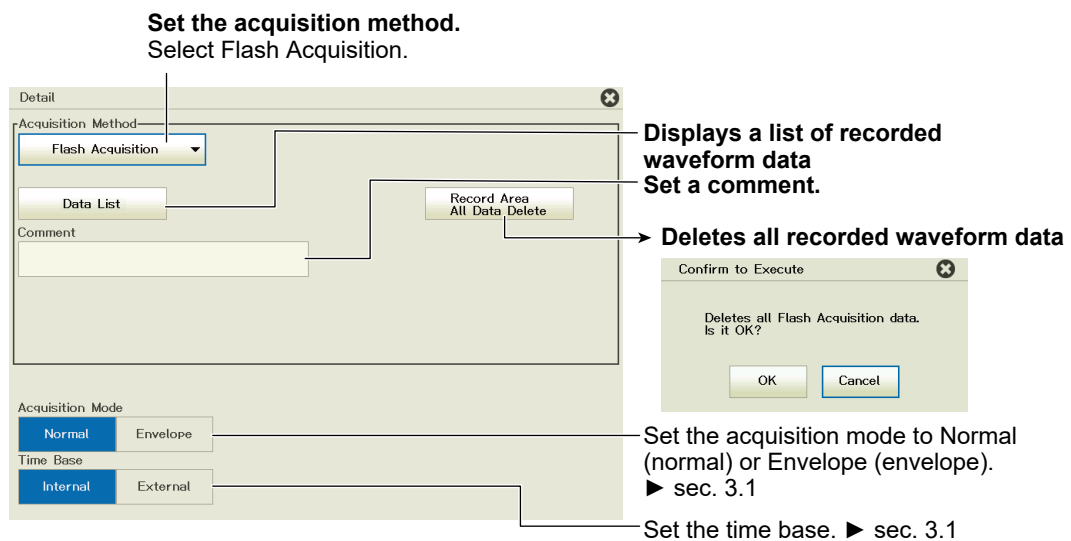 Set the acquisition method.
Select Flash Acquisition.
Detail
Acquisition Method
Flash Acquisition
Data List
Record Area
All Data Delete
Comment
Acquisition Mode
Normal
Envelope
Time Base
Internal
External
Displays a list of recorded
waveform data
Set a comment.
Deletes all recorded waveform data
Confirm to Execute
Deletes all Flash Acquisition data.
Is it OK?
OK
Cancel
Set the acquisition mode to Normal
(normal) or Envelope (envelope).
► sec. 3.1
Set the time base. ► sec. 3.1